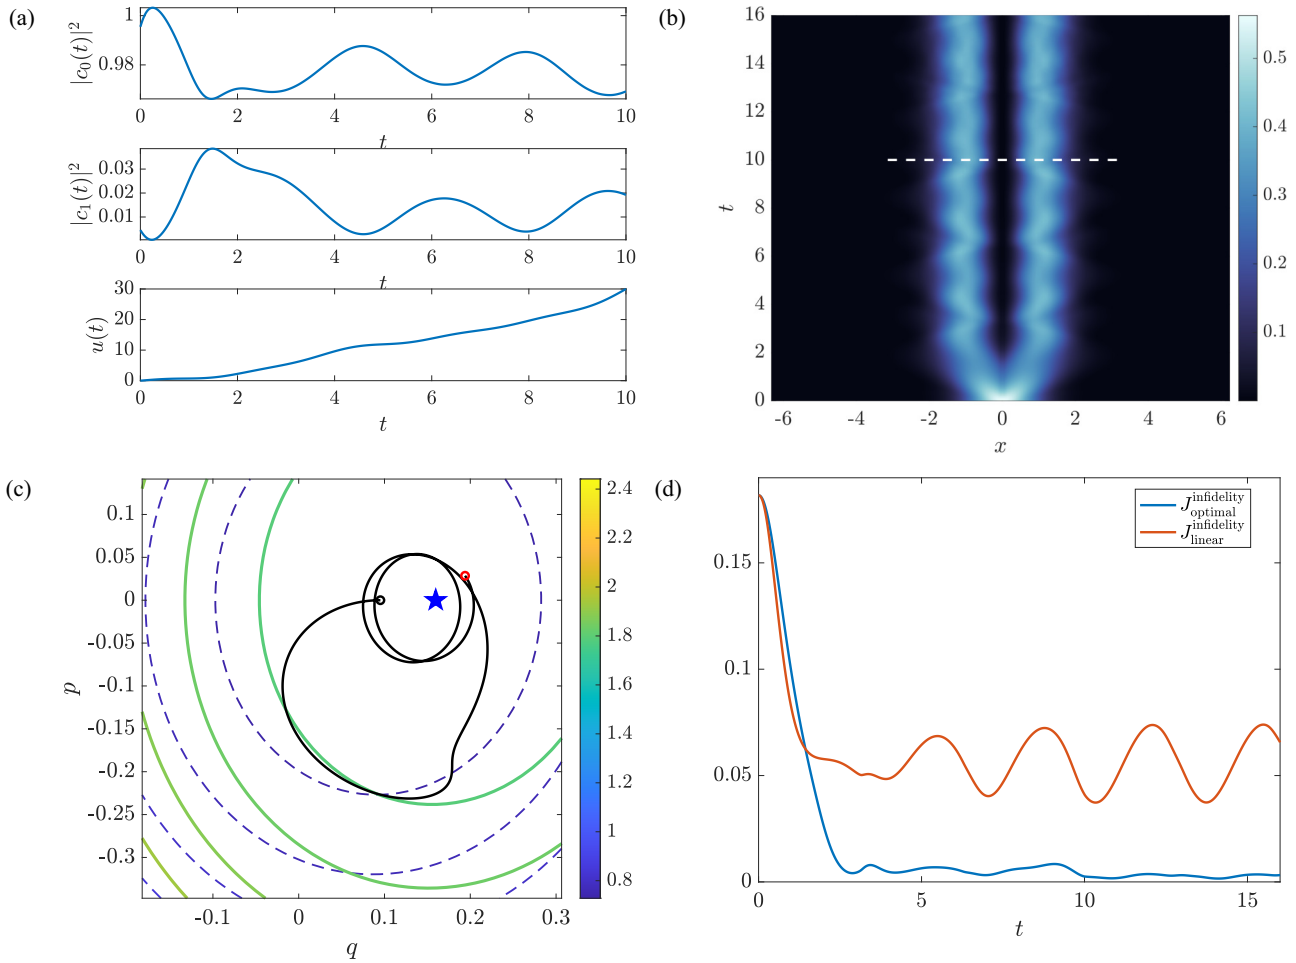 (a)
|c₀(t)|²
1
0.98
0 2 4 6 8 10
t
|c₁(t)|²
0.03
0.02
0.01
0 2 4 6 8 10
t
u(t)
30
20
10
0
0 2 4 6 8 10
t
(b)
t
16
14
12
10
8
6
4
2
0
-6 -4 -2 0 2 4 6
x
0.5
0.4
0.3
0.2
0.1
(c)
p
0.1
0.05
0
-0.05
-0.1
-0.15
-0.2
-0.25
-0.3
-0.1 0 0.1 0.2 0.3
q
2.4
2.2
2
1.8
1.6
1.4
1.2
1
0.8
(d)
J^infidelity_optimal
J^infidelity_linear
0.15
0.1
0.05
0
0 5 10 15
t